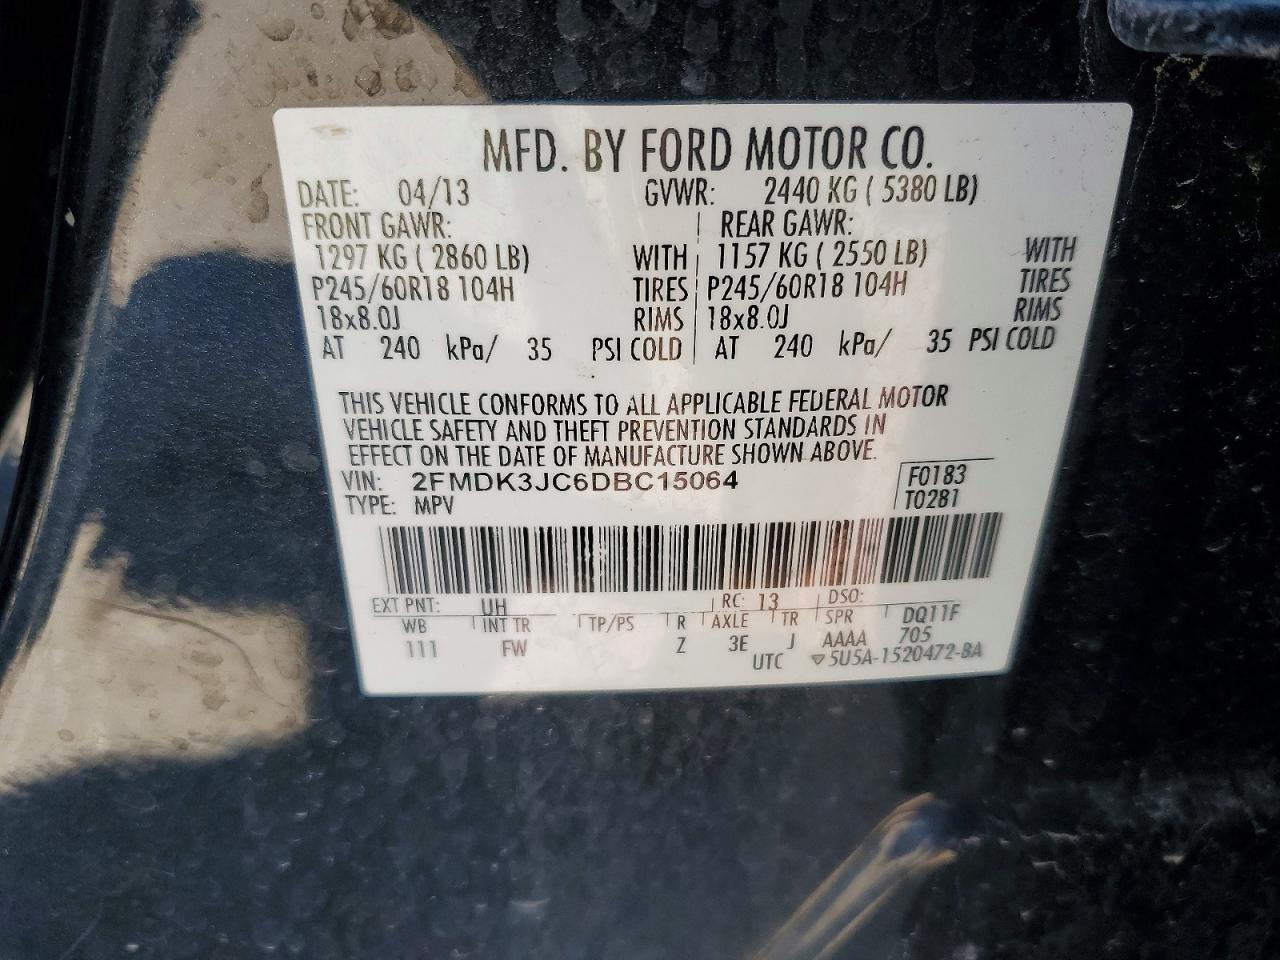 MFD. BY FORD MOTOR CO.
DATE: 04/13 GVWR: 2440 KG ( 5380 LB)
FRONT GAWR: REAR GAWR:
1297 KG ( 2860 LB) WITH 1157 KG ( 2550 LB) WITH
P245/60R18 104H TIRES P245/60R18 104H TIRES
18x8.0J RIMS 18x8.0J RIMS
AT 240 kPa/ 35 PSI COLD AT 240 kPa/ 35 PSI COLD
THIS VEHICLE CONFORMS TO ALL APPLICABLE FEDERAL MOTOR
VEHICLE SAFETY AND THEFT PREVENTION STANDARDS IN
EFFECT ON THE DATE OF MANUFACTURE SHOWN ABOVE.
VIN: 2FMDK3JC6DBC15064 F0183
TYPE: MPV T0281
EXT PNT: UH RC: 13 DSO:
WB INT TR TP/PS R AXLE TR SPR DQ11F
111 FW Z 3E J AAAA 705
UTC ▽5U5A-1520472-BA